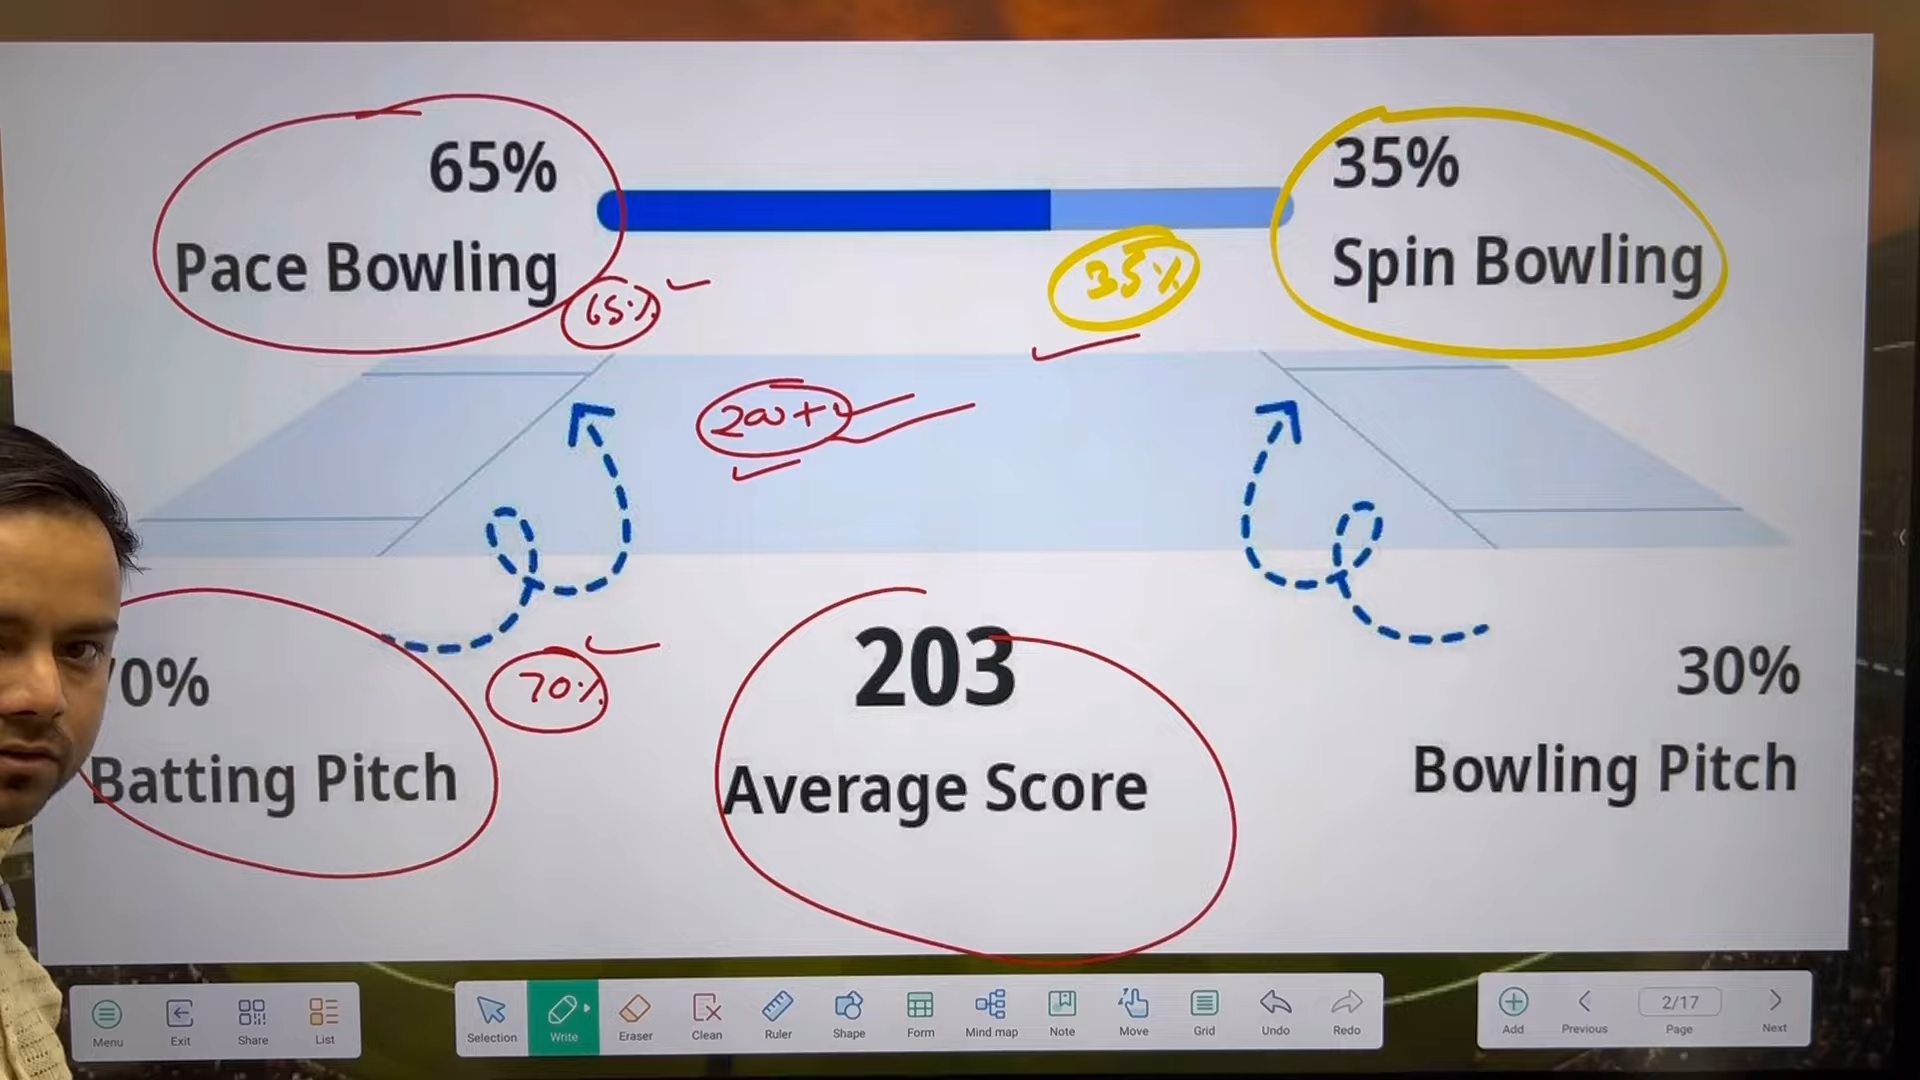 65%
Pace Bowling
35%
Spin Bowling
65%
35%
200+
0%
Batting Pitch
70%
203
Average Score
30%
Bowling Pitch
Menu
Exit
Share
List
Selection
Write
Eraser
Clean
Ruler
Shape
Form
Mind map
Note
Move
Grid
Undo
Redo
Add
Previous
2/17
Page
Next